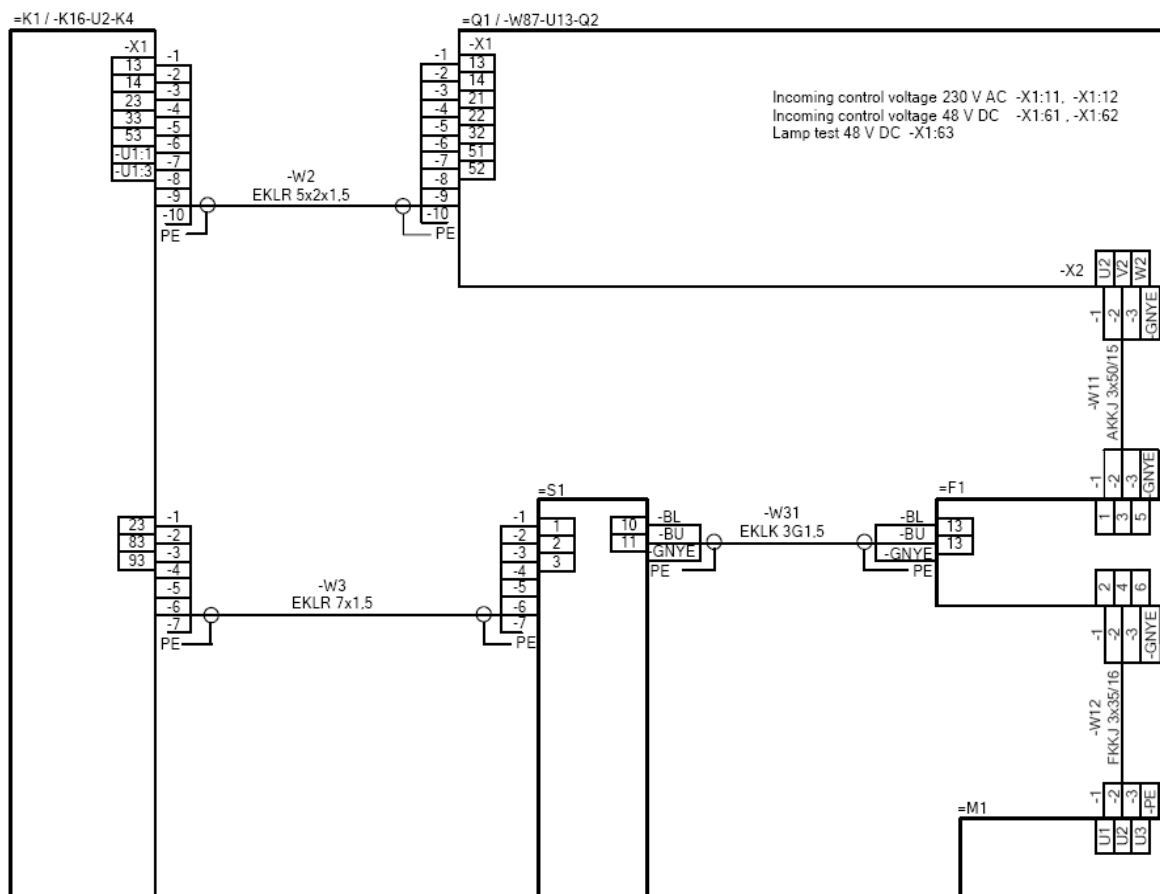 =K1 / -K16-U2-K4
-X1
13
14
23
33
53
-U1:1
-U1:3
-1
-2
-3
-4
-5
-6
-7
-8
-9
-10
PE
-W2
EKLR 5x2x1,5
=Q1 / -W87-U13-Q2
-1
-2
-3
-4
-5
-6
-7
-8
-9
-10
PE
-X1
13
14
21
22
32
51
52
Incoming control voltage 230 V AC -X1:11, -X1:12
Incoming control voltage 48 V DC -X1:61 , -X1:62
Lamp test 48 V DC -X1:63
-X2
U2
V2
W2
-1
-2
-3
-GNYE
-W11
AKKJ 3x50/15
-1
-2
-3
-GNYE
1
3
5
23
83
93
-1
-2
-3
-4
-5
-6
-7
PE
-W3
EKLR 7x1,5
=S1
-1
-2
-3
-4
-5
-6
-7
PE
1
2
3
10
11
-BL
-BU
-GNYE
PE
-W31
EKLK 3G1,5
=F1
-BL
-BU
-GNYE
PE
13
13
2
4
6
-1
-2
-3
-GNYE
-W12
FKKJ 3x35/16
=M1
-1
-2
-3
-PE
U1
U2
U3